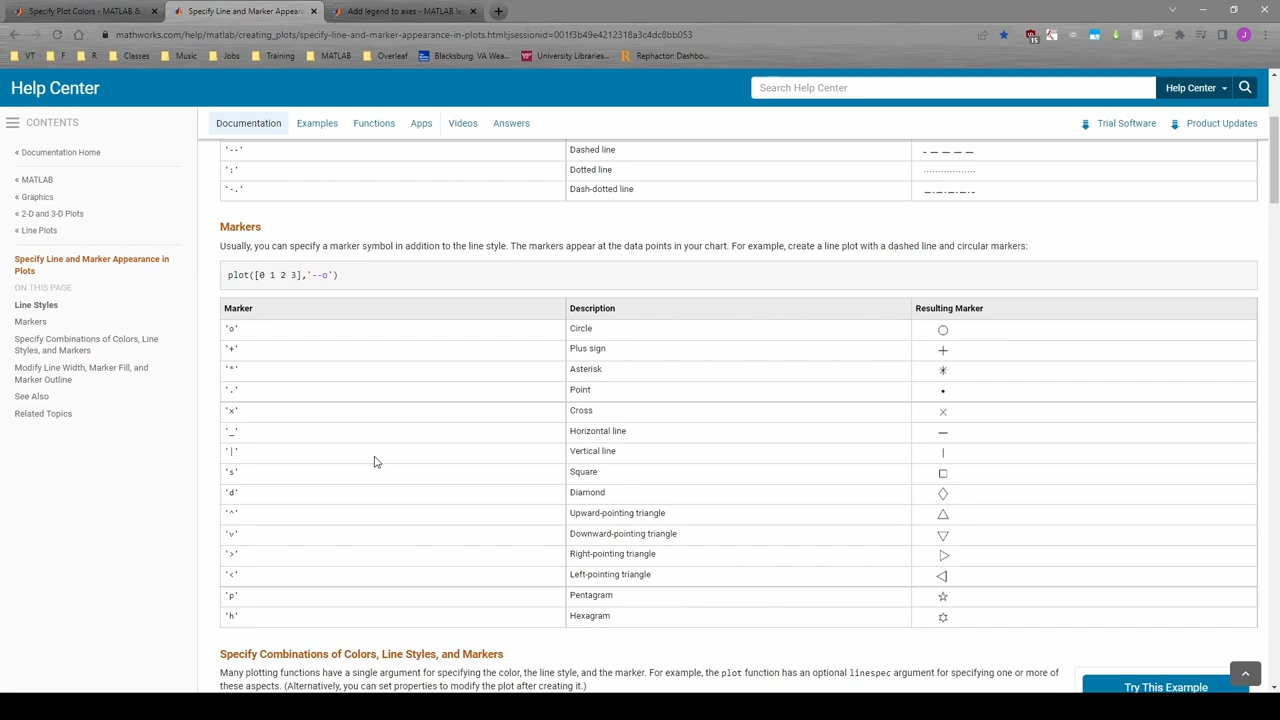 Specify Plot Colors - MATLAB &
Specify Line and Marker Appearan
Add legend to axes - MATLAB le
mathworks.com/help/matlab/creating_plots/specify-line-and-marker-appearance-in-plots.html;jsessionid=001f3b49e4212318a3c4dc8bb053
VT F R Classes Music Jobs Training MATLAB Overleaf Blacksburg, VA Wea... University Libraries... Rephactor: Dashbo...
Help Center
Search Help Center
Help Center
CONTENTS
Documentation Examples Functions Apps Videos Answers
Trial Software Product Updates
« Documentation Home
« MATLAB
« Graphics
« 2-D and 3-D Plots
« Line Plots
Specify Line and Marker Appearance in
Plots
ON THIS PAGE
Line Styles
Markers
Specify Combinations of Colors, Line
Styles, and Markers
Modify Line Width, Marker Fill, and
Marker Outline
See Also
Related Topics
'--' Dashed line
':' Dotted line
'-.' Dash-dotted line
Markers
Usually, you can specify a marker symbol in addition to the line style. The markers appear at the data points in your chart. For example, create a line plot with a dashed line and circular markers:
plot([0 1 2 3],'--o')
Marker Description Resulting Marker
'o' Circle
'+' Plus sign
'*' Asterisk
'.' Point
'x' Cross
'_' Horizontal line
'|' Vertical line
's' Square
'd' Diamond
'^' Upward-pointing triangle
'v' Downward-pointing triangle
'>' Right-pointing triangle
'<' Left-pointing triangle
'p' Pentagram
'h' Hexagram
Specify Combinations of Colors, Line Styles, and Markers
Many plotting functions have a single argument for specifying the color, the line style, and the marker. For example, the plot function has an optional linespec argument for specifying one or more of
these aspects. (Alternatively, you can set properties to modify the plot after creating it.)
Try This Example